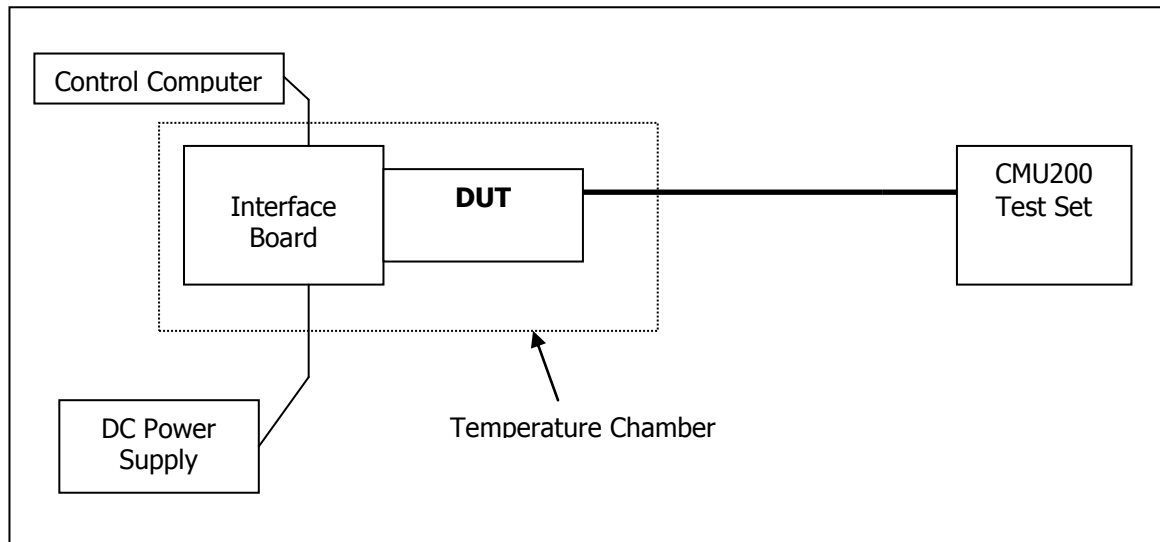 Control Computer
Interface
Board
DUT
CMU200
Test Set
DC Power
Supply
Temperature Chamber